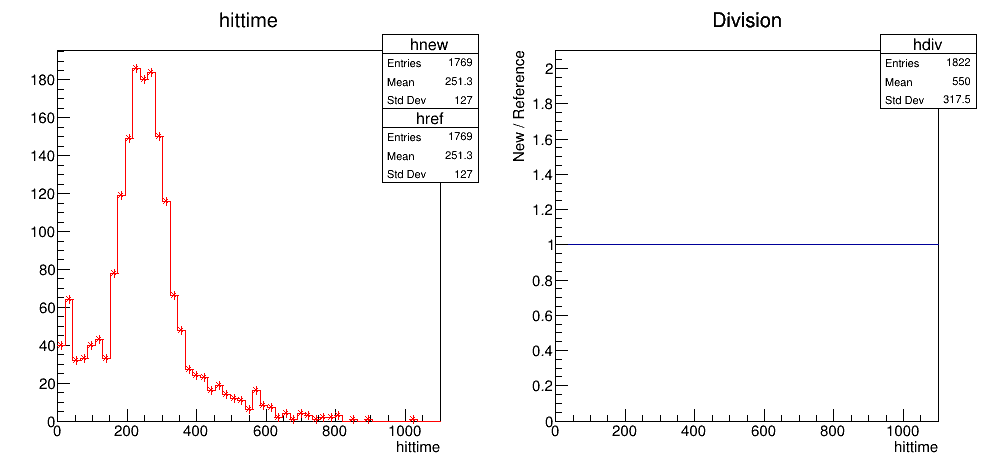 hittime
hnew
Entries 1769
Mean 251.3
Std Dev 127
href
Entries 1769
Mean 251.3
Std Dev 127
180
160
140
120
100
80
60
40
20
0
0 200 400 600 800 1000
hittime
Division
hdiv
Entries 1822
Mean 550
Std Dev 317.5
New / Reference
2
1.8
1.6
1.4
1.2
1
0.8
0.6
0.4
0.2
0
0 200 400 600 800 1000
hittime